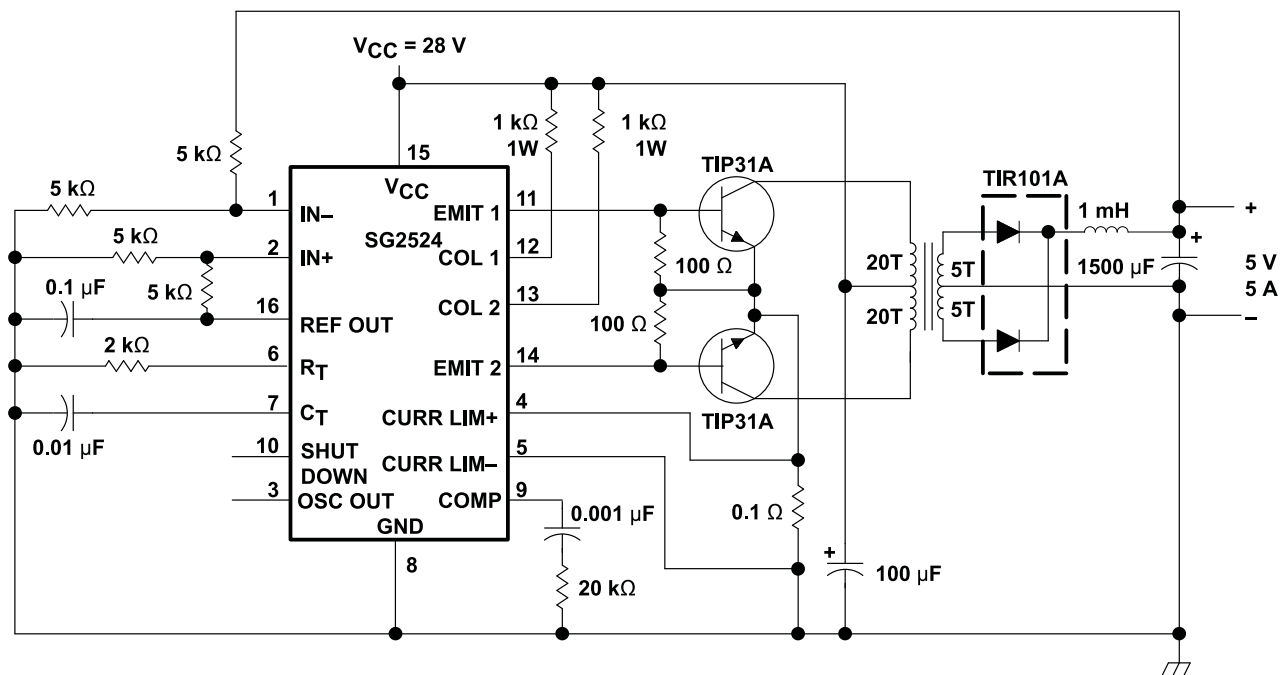 VCC = 28 V
1 kΩ
1W
1 kΩ
1W
5 kΩ
15
VCC
TIP31A
TIR101A
5 kΩ
1
IN–
EMIT 1
11
1 mH
+
5 kΩ
2
IN+
SG2524
COL 1
12
100 Ω
20T
5T
+
1500 µF
5 V
5 A
0.1 µF
5 kΩ
16
REF OUT
COL 2
13
100 Ω
20T
5T
–
2 kΩ
6
RT
EMIT 2
14
TIP31A
0.01 µF
7
CT
CURR LIM+
4
10
SHUT
DOWN
CURR LIM–
5
3
OSC OUT
COMP
9
0.001 µF
0.1 Ω
GND
8
20 kΩ
+
100 µF